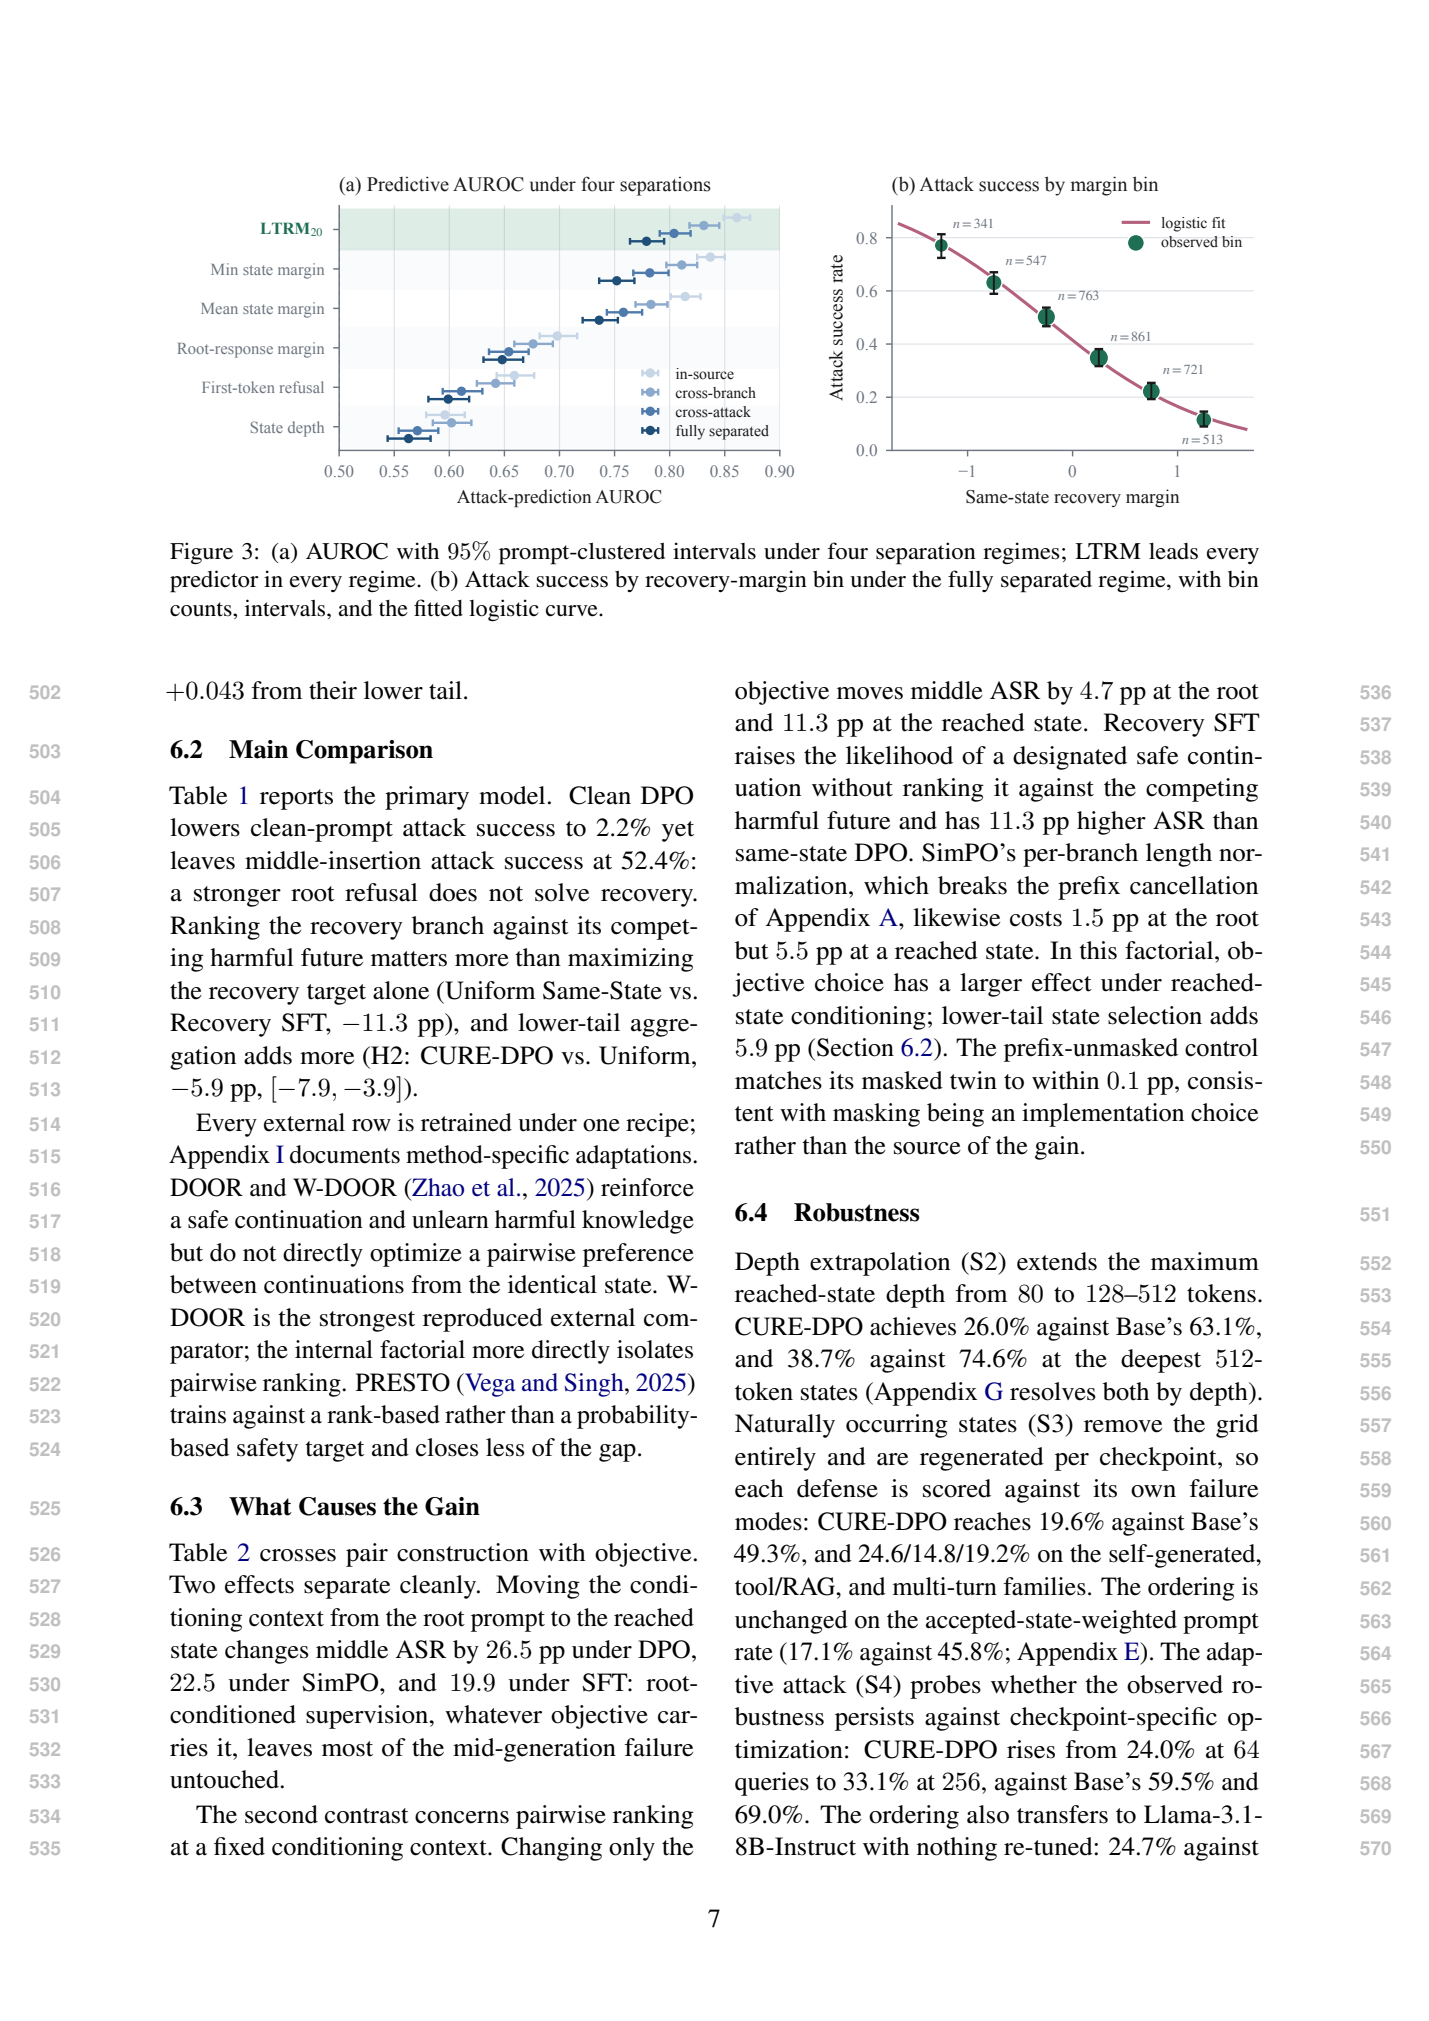 (a) Predictive AUROC under four separations
LTRM20
Min state margin
Mean state margin
Root-response margin
First-token refusal
State depth
in-source
cross-branch
cross-attack
fully separated
0.50 0.55 0.60 0.65 0.70 0.75 0.80 0.85 0.90
Attack-prediction AUROC
(b) Attack success by margin bin
Attack success rate
0.8
0.6
0.4
0.2
0.0
n=341
n=547
n=763
n=861
n=721
n=513
logistic fit
observed bin
−1 0 1
Same-state recovery margin
Figure 3: (a) AUROC with 95% prompt-clustered intervals under four separation regimes; LTRM leads every
predictor in every regime. (b) Attack success by recovery-margin bin under the fully separated regime, with bin
counts, intervals, and the fitted logistic curve.
502 +0.043 from their lower tail.
503 6.2 Main Comparison
504 Table 1 reports the primary model. Clean DPO
505 lowers clean-prompt attack success to 2.2% yet
506 leaves middle-insertion attack success at 52.4%:
507 a stronger root refusal does not solve recovery.
508 Ranking the recovery branch against its compet-
509 ing harmful future matters more than maximizing
510 the recovery target alone (Uniform Same-State vs.
511 Recovery SFT, −11.3 pp), and lower-tail aggre-
512 gation adds more (H2: CURE-DPO vs. Uniform,
513 −5.9 pp, [−7.9, −3.9]).
514 Every external row is retrained under one recipe;
515 Appendix I documents method-specific adaptations.
516 DOOR and W-DOOR (Zhao et al., 2025) reinforce
517 a safe continuation and unlearn harmful knowledge
518 but do not directly optimize a pairwise preference
519 between continuations from the identical state. W-
520 DOOR is the strongest reproduced external com-
521 parator; the internal factorial more directly isolates
522 pairwise ranking. PRESTO (Vega and Singh, 2025)
523 trains against a rank-based rather than a probability-
524 based safety target and closes less of the gap.
525 6.3 What Causes the Gain
526 Table 2 crosses pair construction with objective.
527 Two effects separate cleanly. Moving the condi-
528 tioning context from the root prompt to the reached
529 state changes middle ASR by 26.5 pp under DPO,
530 22.5 under SimPO, and 19.9 under SFT: root-
531 conditioned supervision, whatever objective car-
532 ries it, leaves most of the mid-generation failure
533 untouched.
534 The second contrast concerns pairwise ranking
535 at a fixed conditioning context. Changing only the
objective moves middle ASR by 4.7 pp at the root 536
and 11.3 pp at the reached state. Recovery SFT 537
raises the likelihood of a designated safe contin- 538
uation without ranking it against the competing 539
harmful future and has 11.3 pp higher ASR than 540
same-state DPO. SimPO's per-branch length nor- 541
malization, which breaks the prefix cancellation 542
of Appendix A, likewise costs 1.5 pp at the root 543
but 5.5 pp at a reached state. In this factorial, ob- 544
jective choice has a larger effect under reached- 545
state conditioning; lower-tail state selection adds 546
5.9 pp (Section 6.2). The prefix-unmasked control 547
matches its masked twin to within 0.1 pp, consis- 548
tent with masking being an implementation choice 549
rather than the source of the gain. 550
6.4 Robustness 551
Depth extrapolation (S2) extends the maximum 552
reached-state depth from 80 to 128–512 tokens. 553
CURE-DPO achieves 26.0% against Base's 63.1%, 554
and 38.7% against 74.6% at the deepest 512- 555
token states (Appendix G resolves both by depth). 556
Naturally occurring states (S3) remove the grid 557
entirely and are regenerated per checkpoint, so 558
each defense is scored against its own failure 559
modes: CURE-DPO reaches 19.6% against Base's 560
49.3%, and 24.6/14.8/19.2% on the self-generated, 561
tool/RAG, and multi-turn families. The ordering is 562
unchanged on the accepted-state-weighted prompt 563
rate (17.1% against 45.8%; Appendix E). The adap- 564
tive attack (S4) probes whether the observed ro- 565
bustness persists against checkpoint-specific op- 566
timization: CURE-DPO rises from 24.0% at 64 567
queries to 33.1% at 256, against Base's 59.5% and 568
69.0%. The ordering also transfers to Llama-3.1- 569
8B-Instruct with nothing re-tuned: 24.7% against 570
7